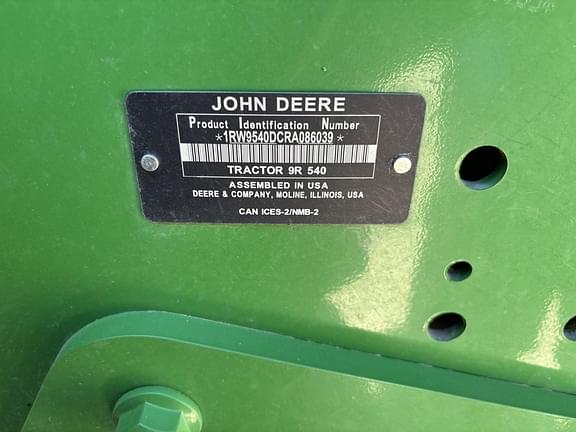 JOHN DEERE
Product Identification Number
*1RW9540DCRA086039*
TRACTOR 9R 540
ASSEMBLED IN USA
DEERE & COMPANY, MOLINE, ILLINOIS, USA
CAN ICES-2/NMB-2